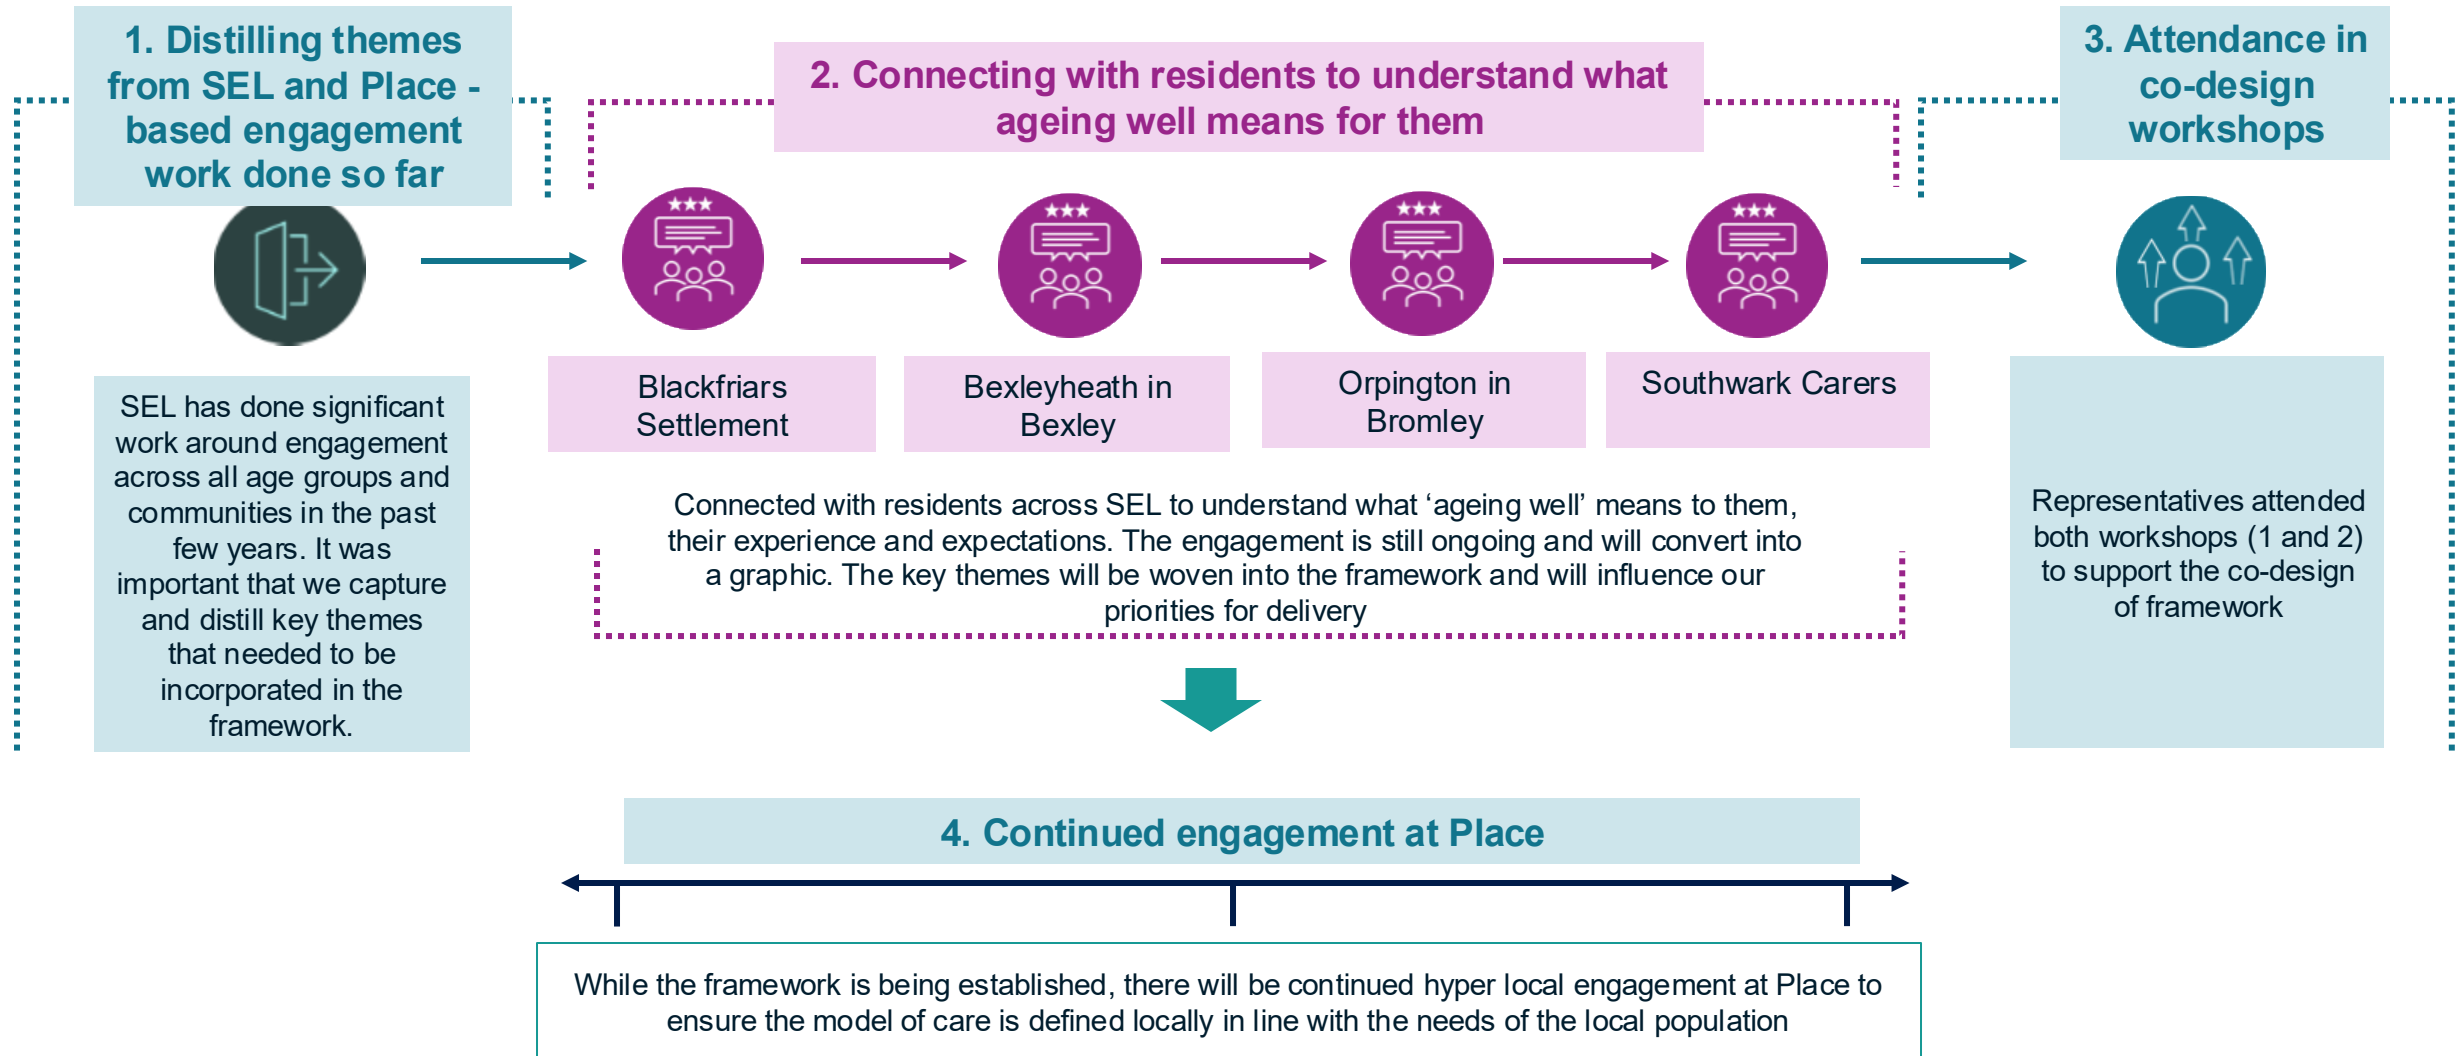 1. Distilling themes
from SEL and Place -
based engagement
work done so far
2. Connecting with residents to understand what
ageing well means for them
3. Attendance in
co-design
workshops
Blackfriars
Settlement
Bexleyheath in
Bexley
Orpington in
Bromley
Southwark Carers
SEL has done significant
work around engagement
across all age groups and
communities in the past
few years. It was
important that we capture
and distill key themes
that needed to be
incorporated in the
framework.
Connected with residents across SEL to understand what ‘ageing well’ means to them,
their experience and expectations. The engagement is still ongoing and will convert into
a graphic. The key themes will be woven into the framework and will influence our
priorities for delivery
Representatives attended
both workshops (1 and 2)
to support the co-design
of framework
4. Continued engagement at Place
While the framework is being established, there will be continued hyper local engagement at Place to
ensure the model of care is defined locally in line with the needs of the local population